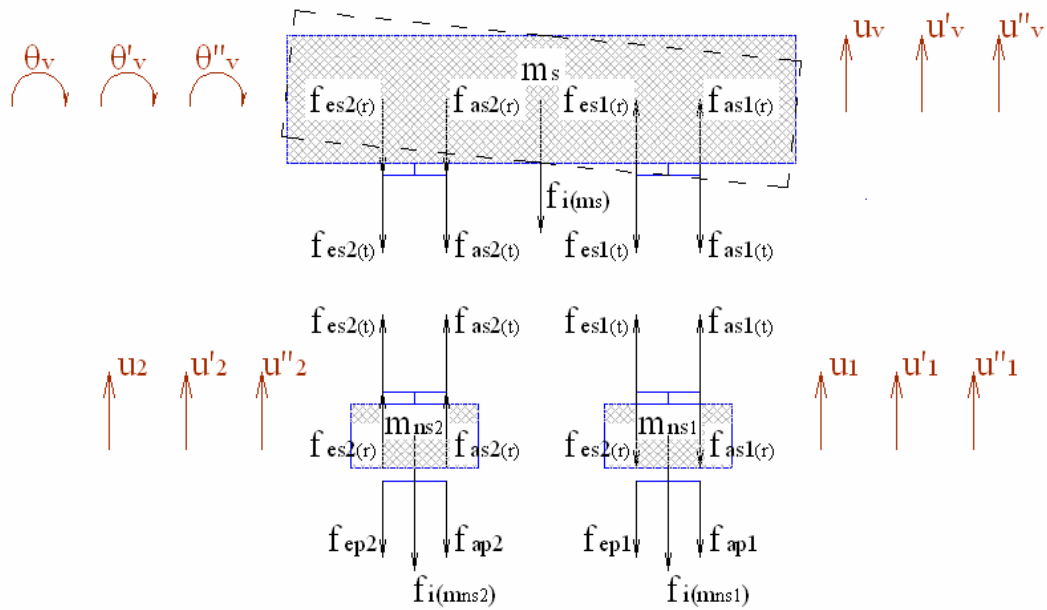 θv θ'v θ''v
uv u'v u''v
ms
fes2(r) fas2(r) fes1(r) fas1(r)
fi(ms)
fes2(t) fas2(t) fes1(t) fas1(t)
fes2(t) fas2(t) fes1(t) fas1(t)
u2 u'2 u''2
u1 u'1 u''1
mns2 mns1
fes2(r) fas2(r) fes2(r) fas1(r)
fep2 fap2 fep1 fap1
fi(mns2) fi(mns1)